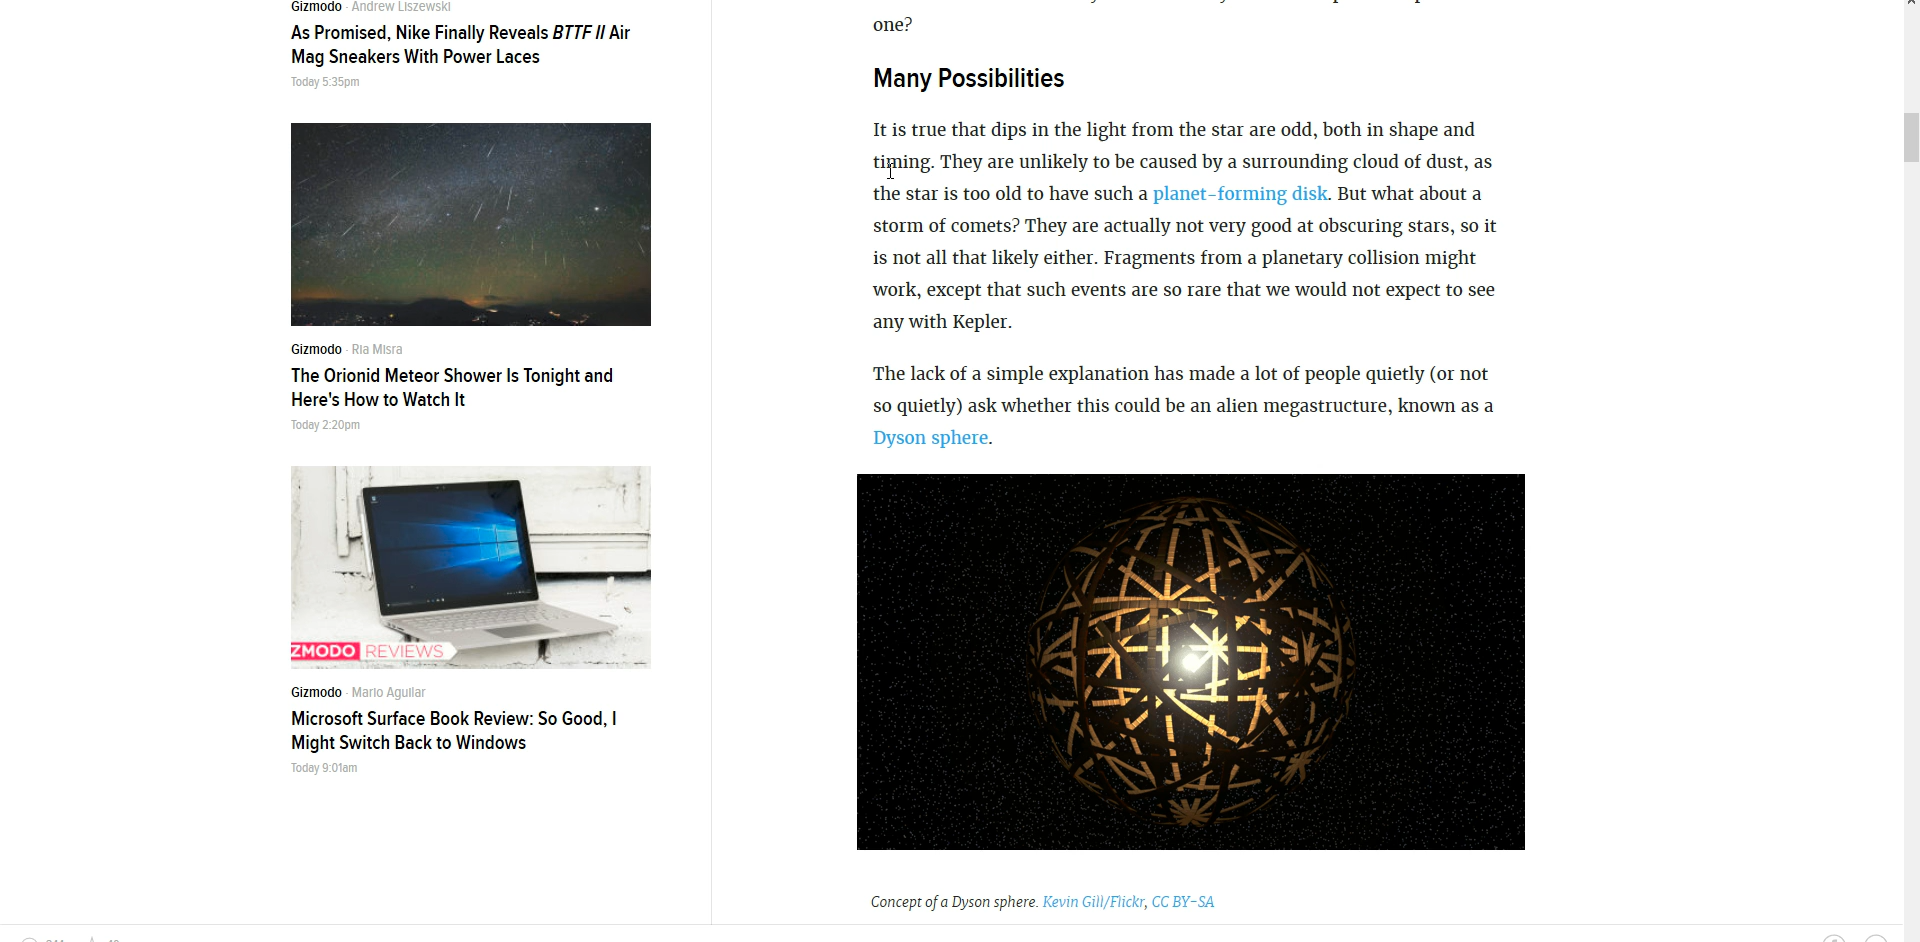 Gizmodo · Andrew Liszewski
As Promised, Nike Finally Reveals BTTF II Air
Mag Sneakers With Power Laces
Today 5:35pm
Gizmodo · Ria Misra
The Orionid Meteor Shower Is Tonight and
Here's How to Watch It
Today 2:20pm
ZMODO REVIEWS
Gizmodo · Mario Aguilar
Microsoft Surface Book Review: So Good, I
Might Switch Back to Windows
Today 9:01am
one?
Many Possibilities
It is true that dips in the light from the star are odd, both in shape and
timing. They are unlikely to be caused by a surrounding cloud of dust, as
the star is too old to have such a planet-forming disk. But what about a
storm of comets? They are actually not very good at obscuring stars, so it
is not all that likely either. Fragments from a planetary collision might
work, except that such events are so rare that we would not expect to see
any with Kepler.
The lack of a simple explanation has made a lot of people quietly (or not
so quietly) ask whether this could be an alien megastructure, known as a
Dyson sphere.
Concept of a Dyson sphere. Kevin Gill/Flickr, CC BY-SA